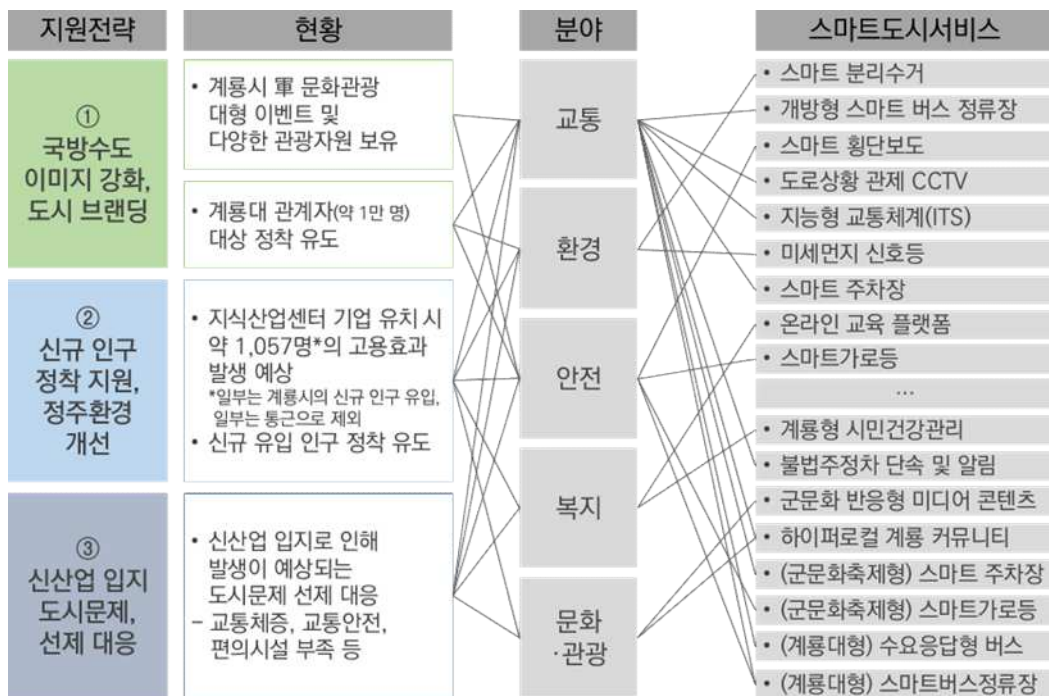 지원전략
현황
분야
스마트도시서비스
①
국방수도
이미지 강화,
도시 브랜딩
• 계룡시 軍 문화관광
대형 이벤트 및
다양한 관광자원 보유
• 계룡대 관계자(약 1만 명)
대상 정착 유도
②
신규 인구
정착 지원,
정주환경
개선
• 지식산업센터 기업 유치 시
약 1,057명*의 고용효과
발생 예상
*일부는 계룡시의 신규 인구 유입,
일부는 통근으로 제외
• 신규 유입 인구 정착 유도
③
신산업 입지
도시문제,
선제 대응
• 신산업 입지로 인해
발생이 예상되는
도시문제 선제 대응
– 교통체증, 교통안전,
편의시설 부족 등
교통
환경
안전
복지
문화
·관광
• 스마트 분리수거
• 개방형 스마트 버스 정류장
• 스마트 횡단보도
• 도로상황 관제 CCTV
• 지능형 교통체계(ITS)
• 미세먼지 신호등
• 스마트 주차장
• 온라인 교육 플랫폼
• 스마트가로등
…
• 계룡형 시민건강관리
• 불법주정차 단속 및 알림
• 군문화 반응형 미디어 콘텐츠
• 하이퍼로컬 계룡 커뮤니티
• (군문화축제형) 스마트 주차장
• (군문화축제형) 스마트가로등
• (계룡대형) 수요응답형 버스
• (계룡대형) 스마트버스정류장